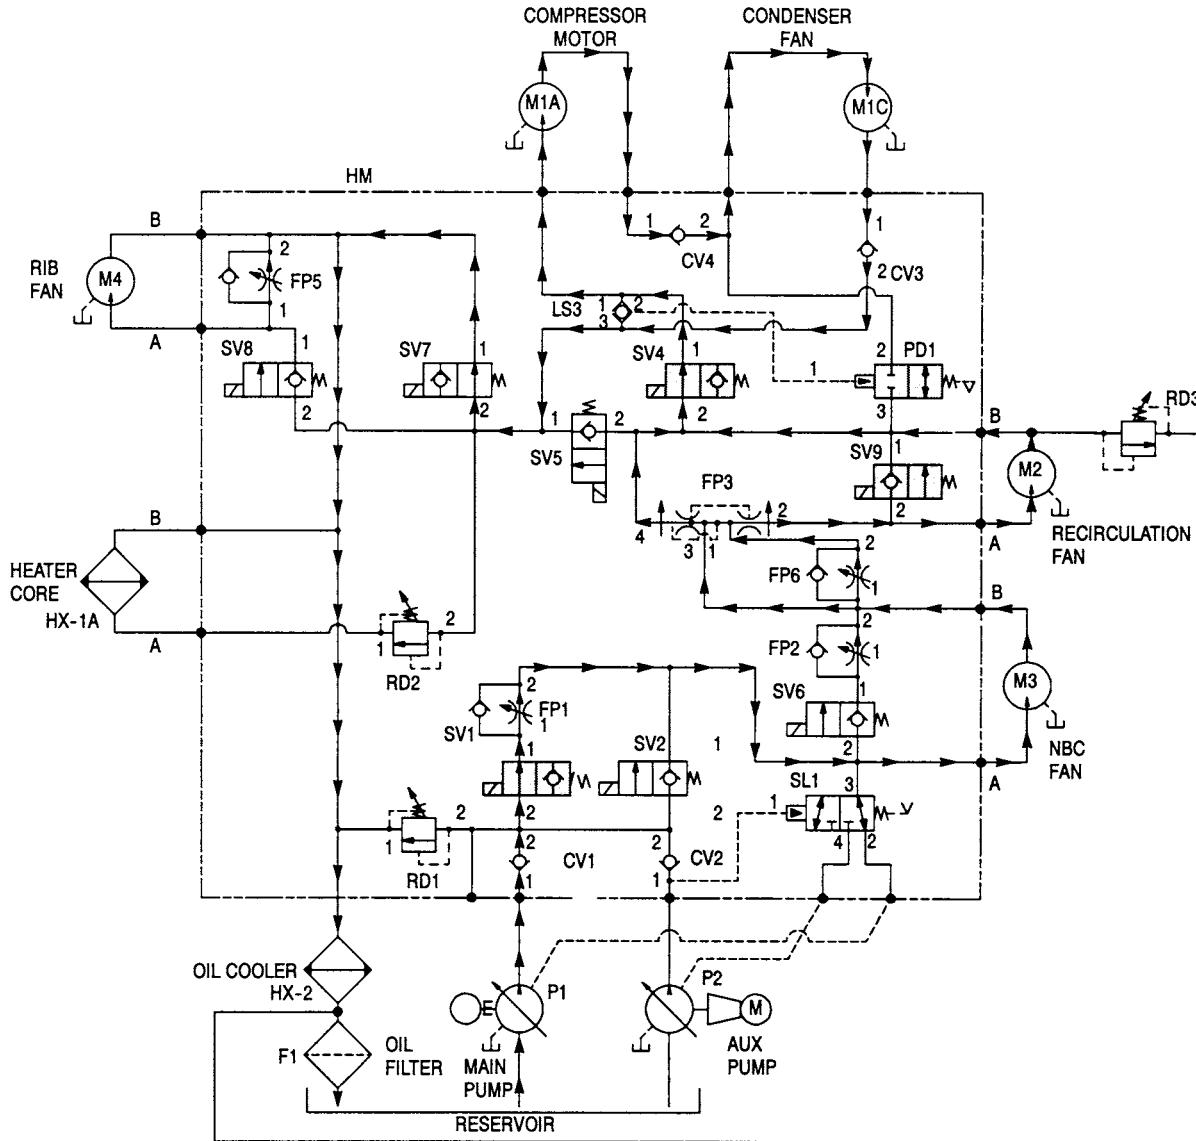 COMPRESSOR
MOTOR
CONDENSER
FAN
M1A
M1C
HM
B
1
2
1
CV4
2
CV3
RIB
FAN
M4
2
FP5
1
A
LS3
1
2
3
SV8
1
SV7
1
SV4
1
1
2
PD1
3
2
2
2
1
SV5
2
SV9
1
B
RD3
M2
FP3
2
2
4
3
1
A
RECIRCULATION
FAN
B
HEATER
CORE
HX-1A
A
2
FP6
1
B
2
FP2
1
1
RD2
2
M3
2
SV1
FP1
1
SV6
1
1
SV2
1
2
A
NBC
FAN
SL1
3
1
2
4
2
2
1
RD1
2
2
CV1
1
2
CV2
1
OIL COOLER
HX-2
P1
P2
E
M
F1
OIL
FILTER
MAIN
PUMP
AUX
PUMP
RESERVOIR